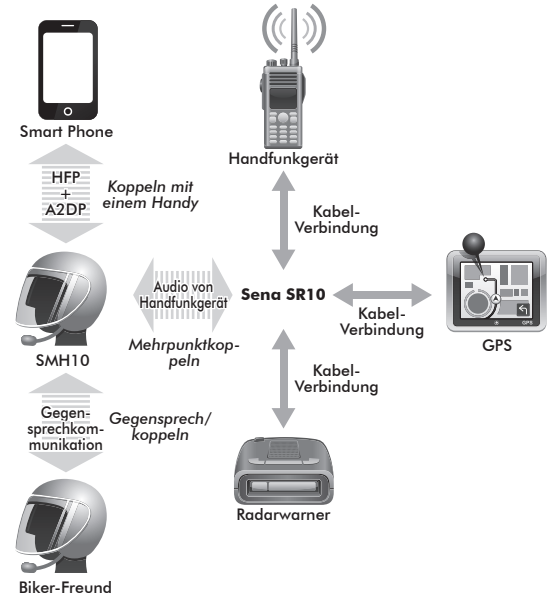 Smart Phone
Handfunkgerät
HFP
+
A2DP
Koppeln mit
einem Handy
Kabel-
Verbindung
Audio von
Handfunkgerät
Sena SR10
Kabel-
Verbindung
GPS
GPS
SMH10
Mehrpunktkop-
peln
Kabel-
Verbindung
Gegen-
sprechkom-
munikation
Gegensprech/
koppeln
Radarwarner
Biker-Freund